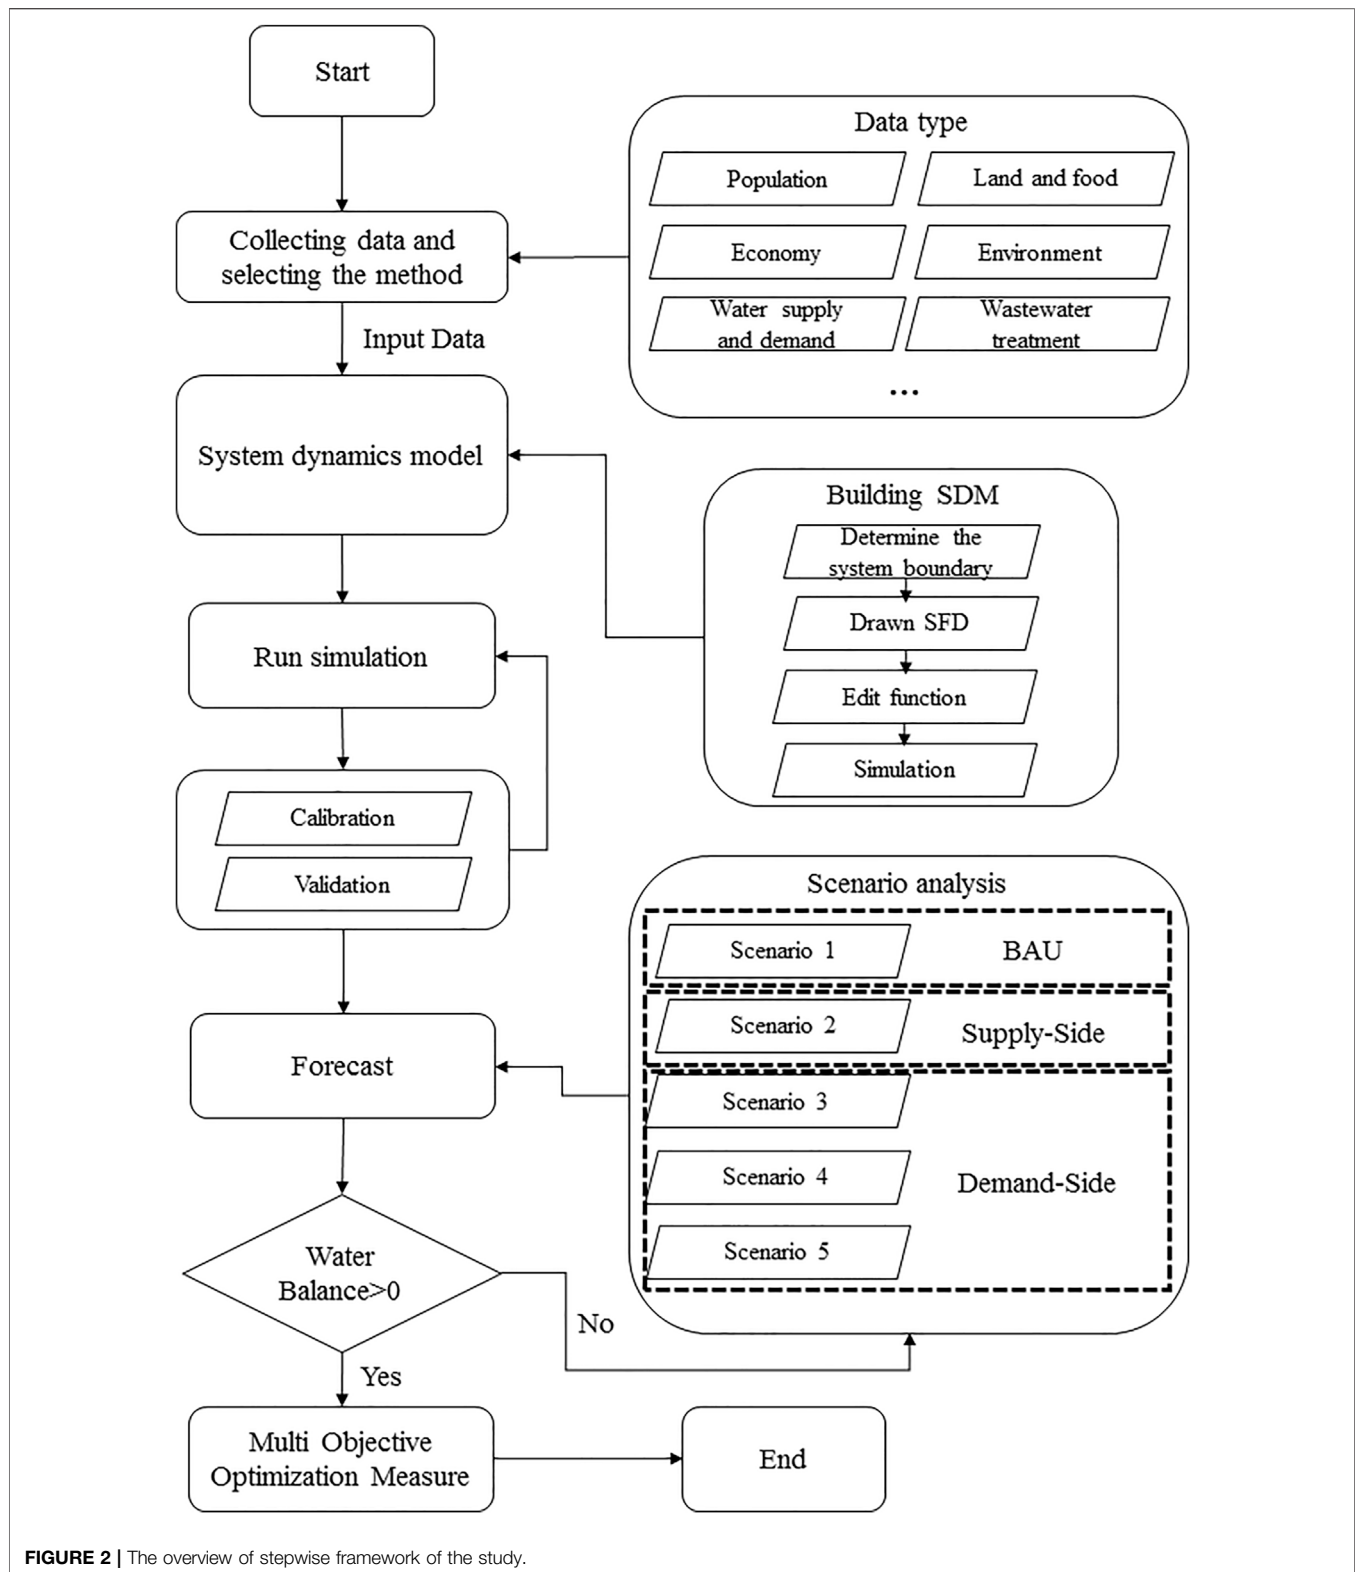 Start
Data type
Population
Land and food
Collecting data and
selecting the method
Economy
Environment
Water supply
and demand
Wastewater
treatment
...
Input Data
System dynamics model
Building SDM
Determine the
system boundary
Drawn SFD
Edit function
Simulation
Run simulation
Calibration
Validation
Scenario analysis
Scenario 1
BAU
Scenario 2
Supply-Side
Scenario 3
Scenario 4
Demand-Side
Scenario 5
Forecast
Water
Balance>0
No
Yes
Multi Objective
Optimization Measure
End
FIGURE 2 | The overview of stepwise framework of the study.